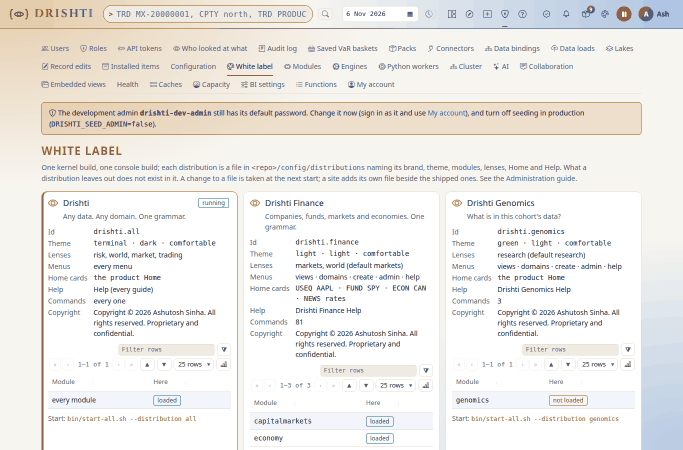 {👁} DRISHTI
> TRD MX-20000001, CPTY north, TRD PRODUC
6 Nov 2026
9
A Ash
Users Roles API tokens Who looked at what Audit log Saved VaR baskets Packs Connectors Data bindings Data loads Lakes
Record edits Installed items Configuration White label Modules Engines Python workers Cluster AI Collaboration
Embedded views Health Caches Capacity BI settings Functions My account
The development admin drishti-dev-admin still has its default password. Change it now (sign in as it and use My account), and turn off seeding in production
(DRISHTI_SEED_ADMIN=false).
WHITE LABEL
One kernel build, one console build; each distribution is a file in <repo>/config/distributions naming its brand, theme, modules, lenses, Home and Help. What a
distribution leaves out does not exist in it. A change to a file is taken at the next start; a site adds its own file beside the shipped ones. See the Administration guide.
Drishti running
Any data. Any domain. One grammar.
Id drishti.all
Theme terminal · dark · comfortable
Lenses risk, world, market, trading
Menus every menu
Home cards the product Home
Help Help (every guide)
Commands every one
Copyright Copyright © 2026 Ashutosh Sinha. All
rights reserved. Proprietary and
confidential.
Filter rows
« ‹ 1–1 of 1 › » ▲ ▼ 25 rows
Module Here
every module loaded
Start: bin/start-all.sh --distribution all
Drishti Finance
Companies, funds, markets and economies. One
grammar.
Id drishti.finance
Theme light · light · comfortable
Lenses markets, world (default markets)
Menus views · domains · create · admin · help
Home cards USEQ AAPL · FUND SPY · ECON CAN
· NEWS rates
Help Drishti Finance Help
Commands 81
Copyright Copyright © 2026 Ashutosh Sinha. All
rights reserved. Proprietary and
confidential.
Filter rows
« ‹ 1–3 of 3 › » ▲ ▼ 25 rows
Module Here
capitalmarkets loaded
economy loaded
Drishti Genomics
What is in this cohort's data?
Id drishti.genomics
Theme green · light · comfortable
Lenses research (default research)
Menus views · domains · create · admin · help
Home cards the product Home
Help Drishti Genomics Help
Commands 3
Copyright Copyright © 2026 Ashutosh Sinha. All
rights reserved. Proprietary and
confidential.
Filter rows
« ‹ 1–1 of 1 › » ▲ ▼ 25 rows
Module Here
genomics not loaded
Start: bin/start-all.sh --distribution genomics